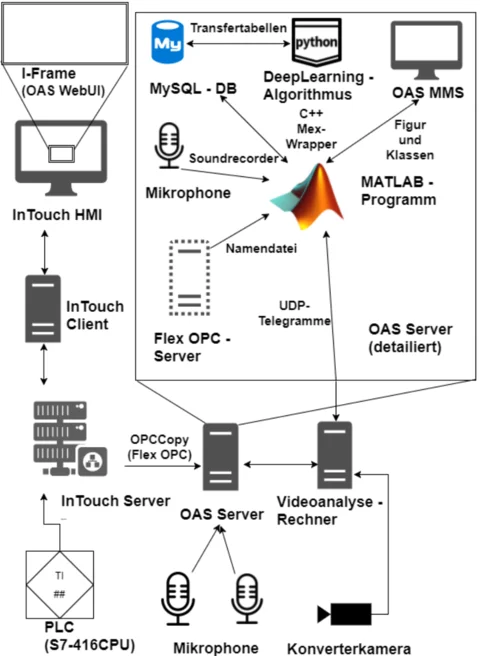 I-Frame
(OAS WebUI)
InTouch HMI
InTouch
Client
InTouch Server
TI
##
PLC
(S7-416CPU)
My
Transfertabellen
python
MySQL - DB
DeepLearning -
Algorithmus
OAS MMS
C++
Mex-
Wrapper
Figur
und
Klassen
Soundrecorder
Mikrophone
MATLAB -
Programm
Namendatei
Flex OPC -
Server
UDP-
Telegramme
OAS Server
(detailiert)
OPCCopy
(Flex OPC)
OAS Server
Videoanalyse -
Rechner
Mikrophone
Konverterkamera